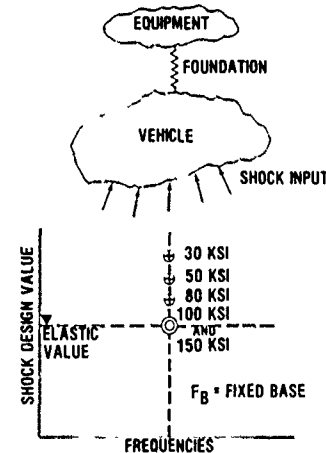 EQUIPMENT
FOUNDATION
VEHICLE
SHOCK INPUT
SHOCK DESIGN VALUE
30 KSI
50 KSI
80 KSI
100 KSI
AND
150 KSI
ELASTIC
VALUE
F_B = FIXED BASE
FREQUENCIES